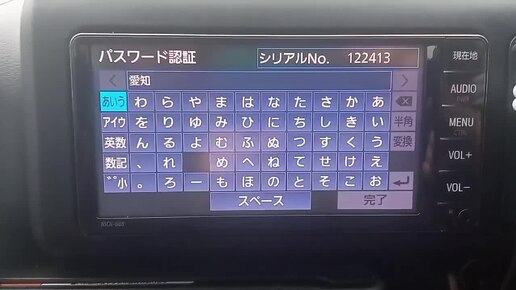 パスワード認証 シリアルNo. 122413
愛知
あいう わ ら や ま は な た さ か あ
アイウ を り ゆ み ひ に ち し き い 半角
英数 ん る よ む ふ ぬ つ す く う 変換
数記 、 れ め へ ね て せ け え
゛゜小 。 ろ ー も ほ の と そ こ お
スペース 完了
現在地
AUDIO
MENU
VOL+
VOL-